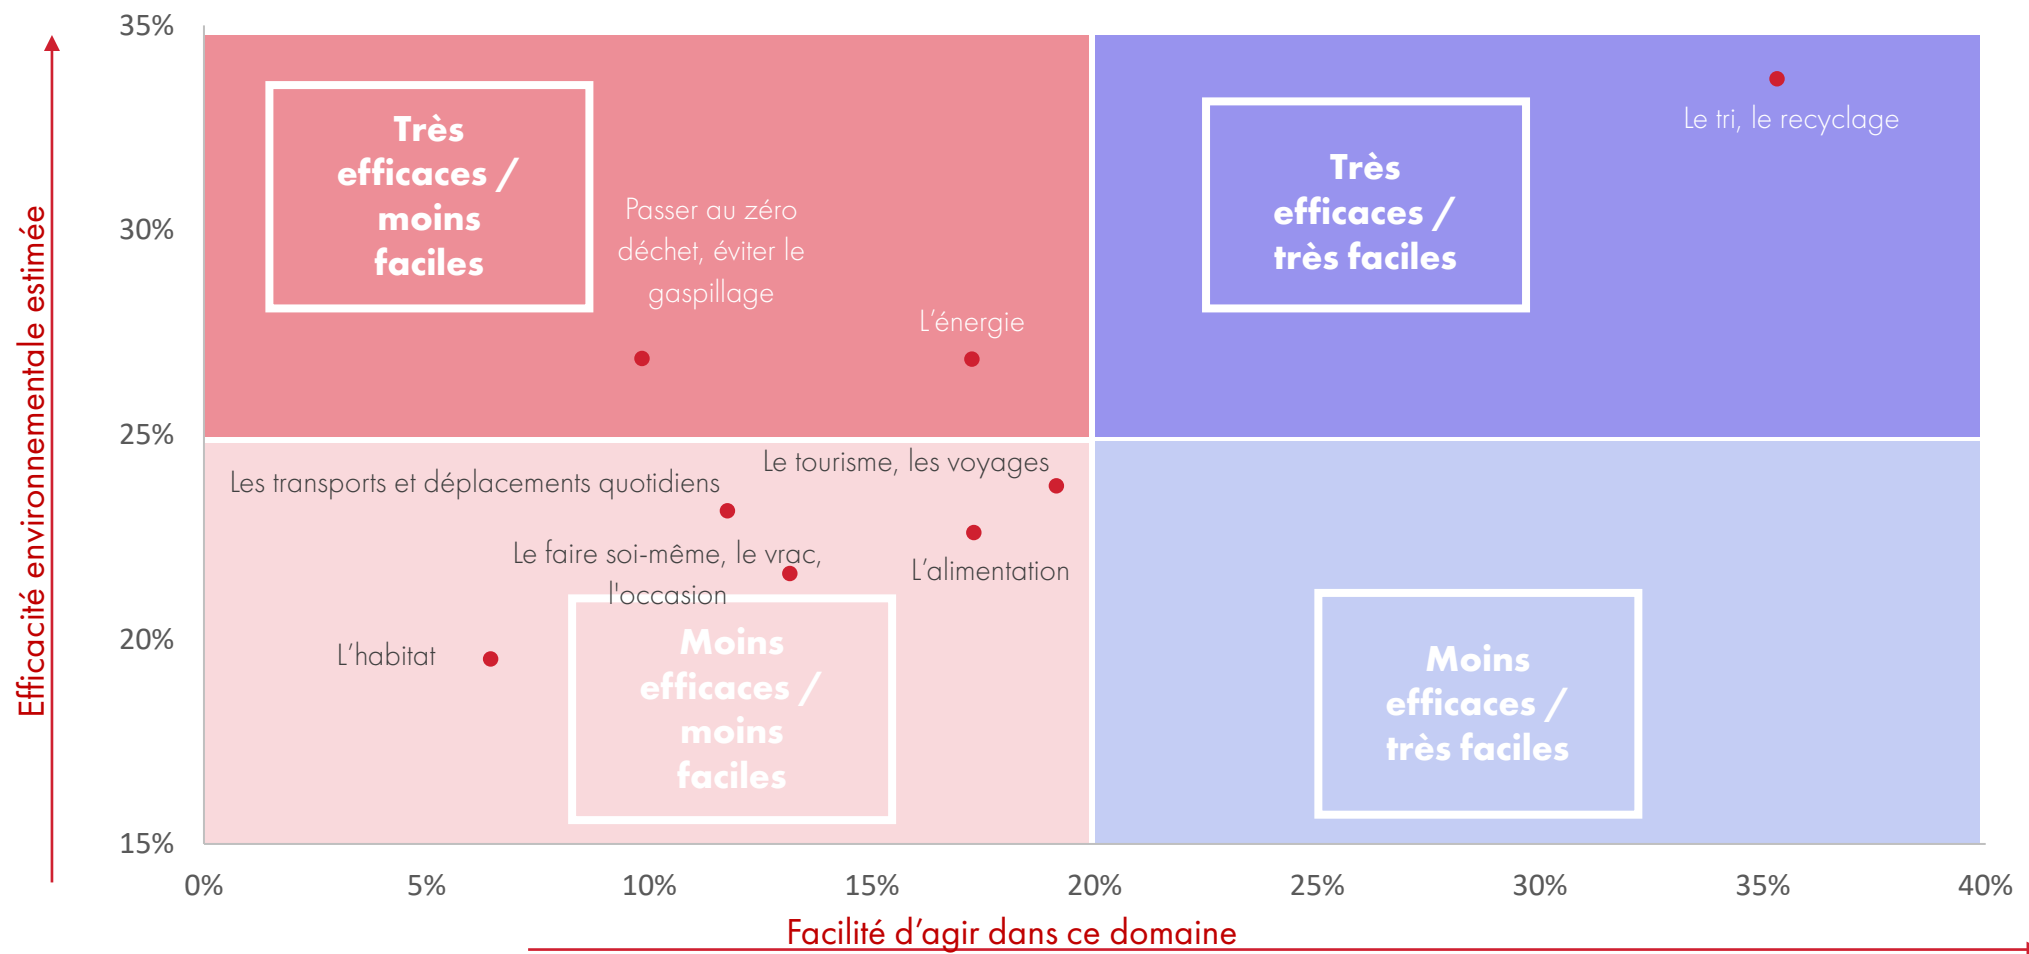 35%
30%
25%
20%
15%
Efficacité environnementale estimée
Très
efficaces /
moins
faciles
Passer au zéro
déchet, éviter le
gaspillage
L’énergie
Très
efficaces /
très faciles
Le tri, le recyclage
Les transports et déplacements quotidiens
Le tourisme, les voyages
Le faire soi-même, le vrac,
l'occasion
L’alimentation
L’habitat
Moins
efficaces /
moins
faciles
Moins
efficaces /
très faciles
0%
5%
10%
15%
20%
25%
30%
35%
40%
Facilité d’agir dans ce domaine